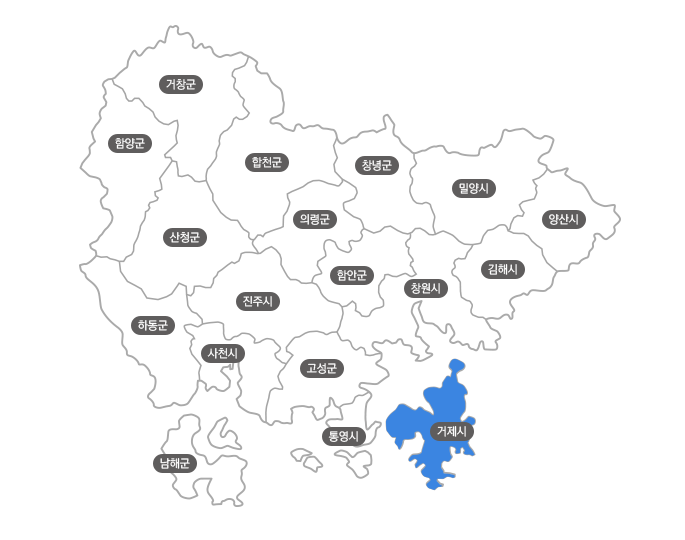 거창군
함양군
합천군
창녕군
밀양시
의령군
양산시
산청군
함안군
김해시
창원시
진주시
하동군
사천시
고성군
거제시
통영시
남해군